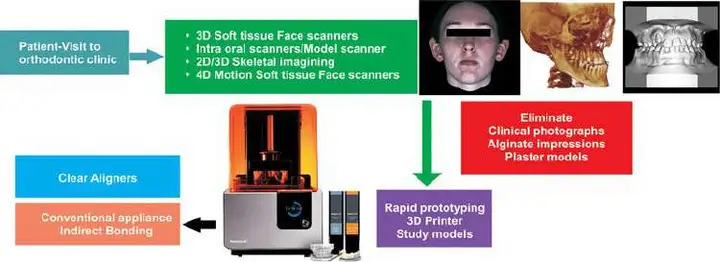 Patient-Visit to
orthodontic clinic
• 3D Soft tissue Face scanners
• Intra oral scanners/Model scanner
• 2D/3D Skeletal imagining
• 4D Motion Soft tissue Face scanners
Eliminate
Clinical photographs
Alginate impressions
Plaster models
Clear Aligners
Conventional appliance
Indirect Bonding
Rapid prototyping
3D Printer
Study models